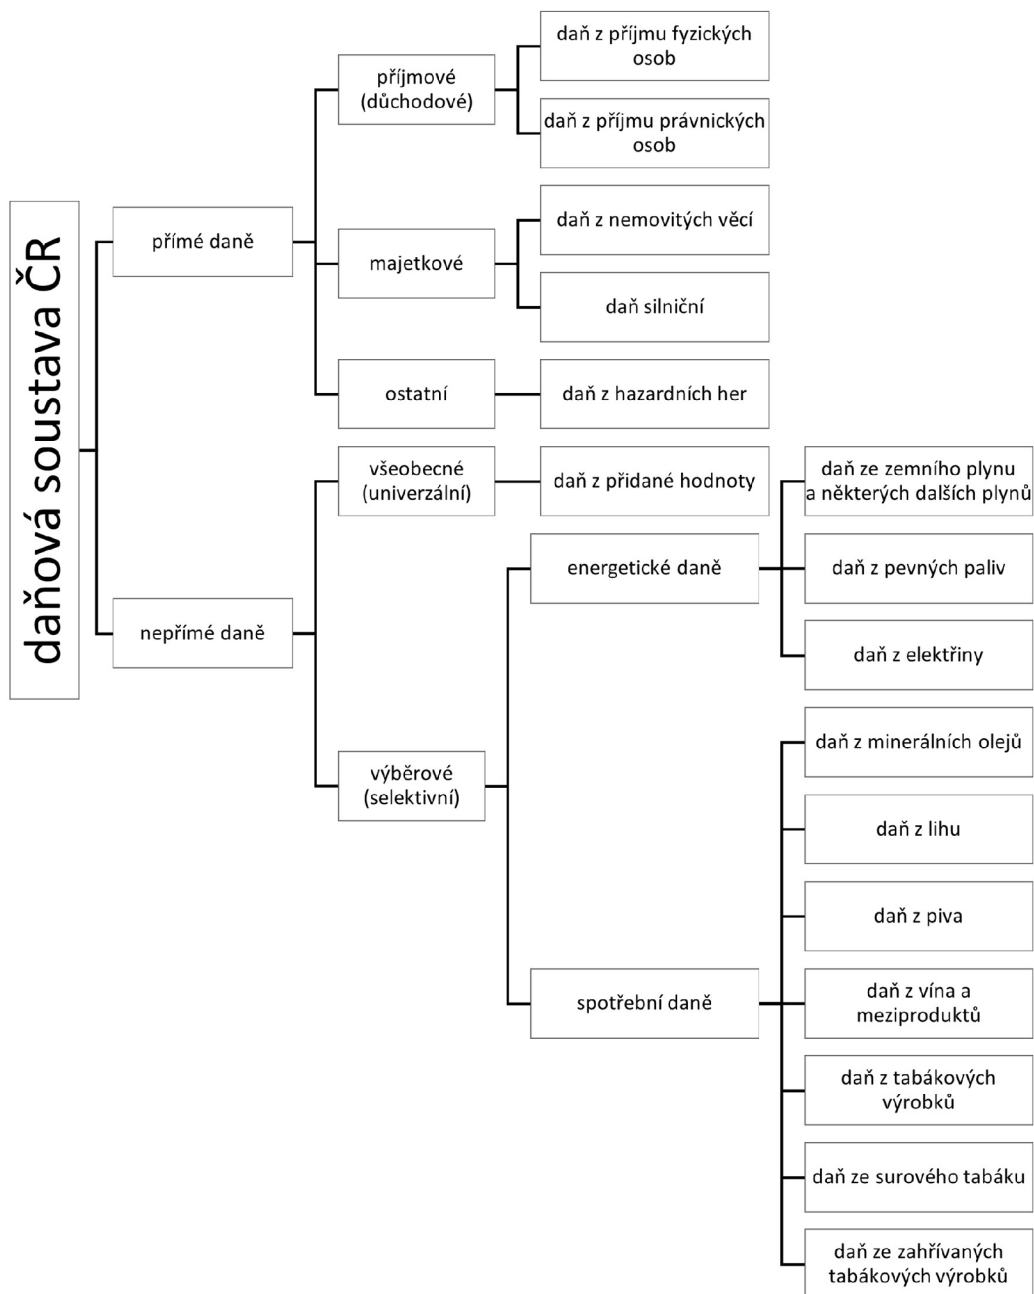 daňová soustava ČR
přímé daně
příjmové
(důchodové)
daň z příjmu fyzických
osob
daň z příjmu právnických
osob
majetkové
daň z nemovitých věcí
daň silniční
ostatní
daň z hazardních her
nepřímé daně
všeobecné
(univerzální)
daň z přidané hodnoty
výběrové
(selektivní)
energetické daně
daň ze zemního plynu
a některých dalších plynů
daň z pevných paliv
daň z elektřiny
spotřební daně
daň z minerálních olejů
daň z lihu
daň z piva
daň z vína a
meziproduktů
daň z tabákových
výrobků
daň ze surového tabáku
daň ze zahřívaných
tabákových výrobků